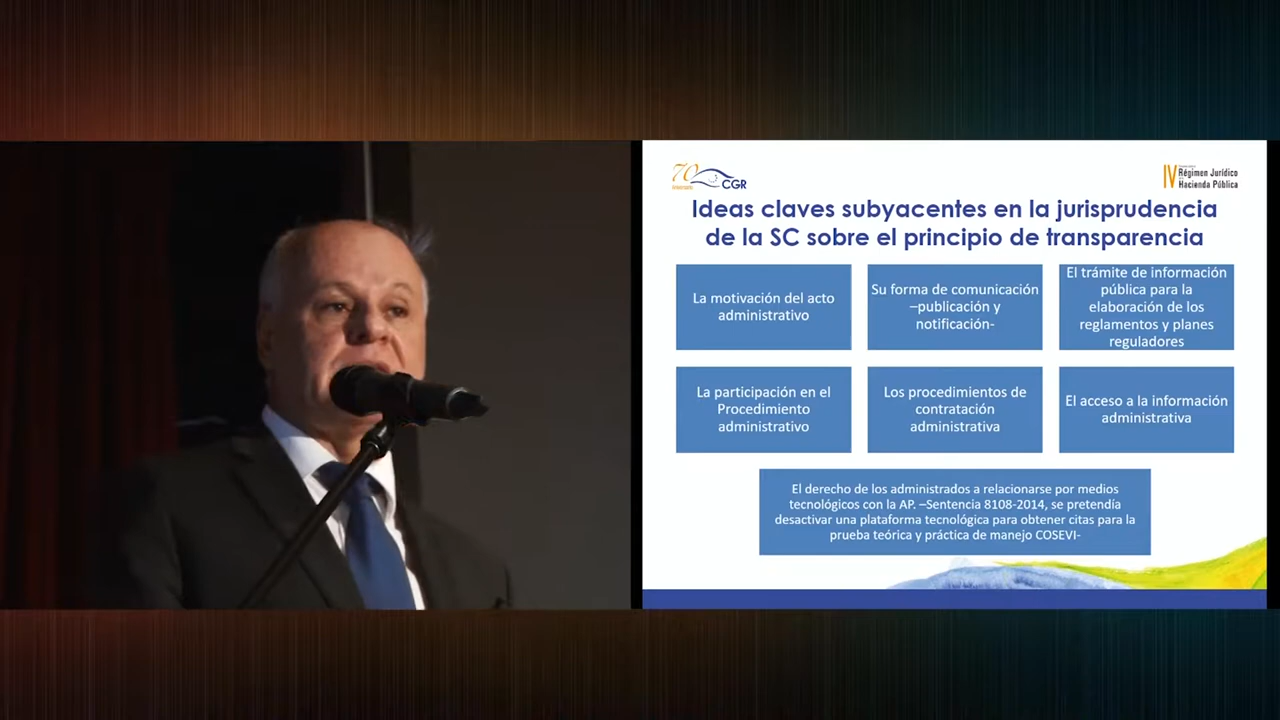 70
CGR
IV
Régimen Jurídico
Hacienda Pública
Ideas claves subyacentes en la jurisprudencia
de la SC sobre el principio de transparencia
La motivación del acto
administrativo
Su forma de comunicación
–publicación y
notificación-
El trámite de información
pública para la
elaboración de los
reglamentos y planes
reguladores
La participación en el
Procedimiento
administrativo
Los procedimientos de
contratación
administrativa
El acceso a la información
administrativa
El derecho de los administrados a relacionarse por medios
tecnológicos con la AP. –Sentencia 8108-2014, se pretendía
desactivar una plataforma tecnológica para obtener citas para la
prueba teórica y práctica de manejo COSEVI-